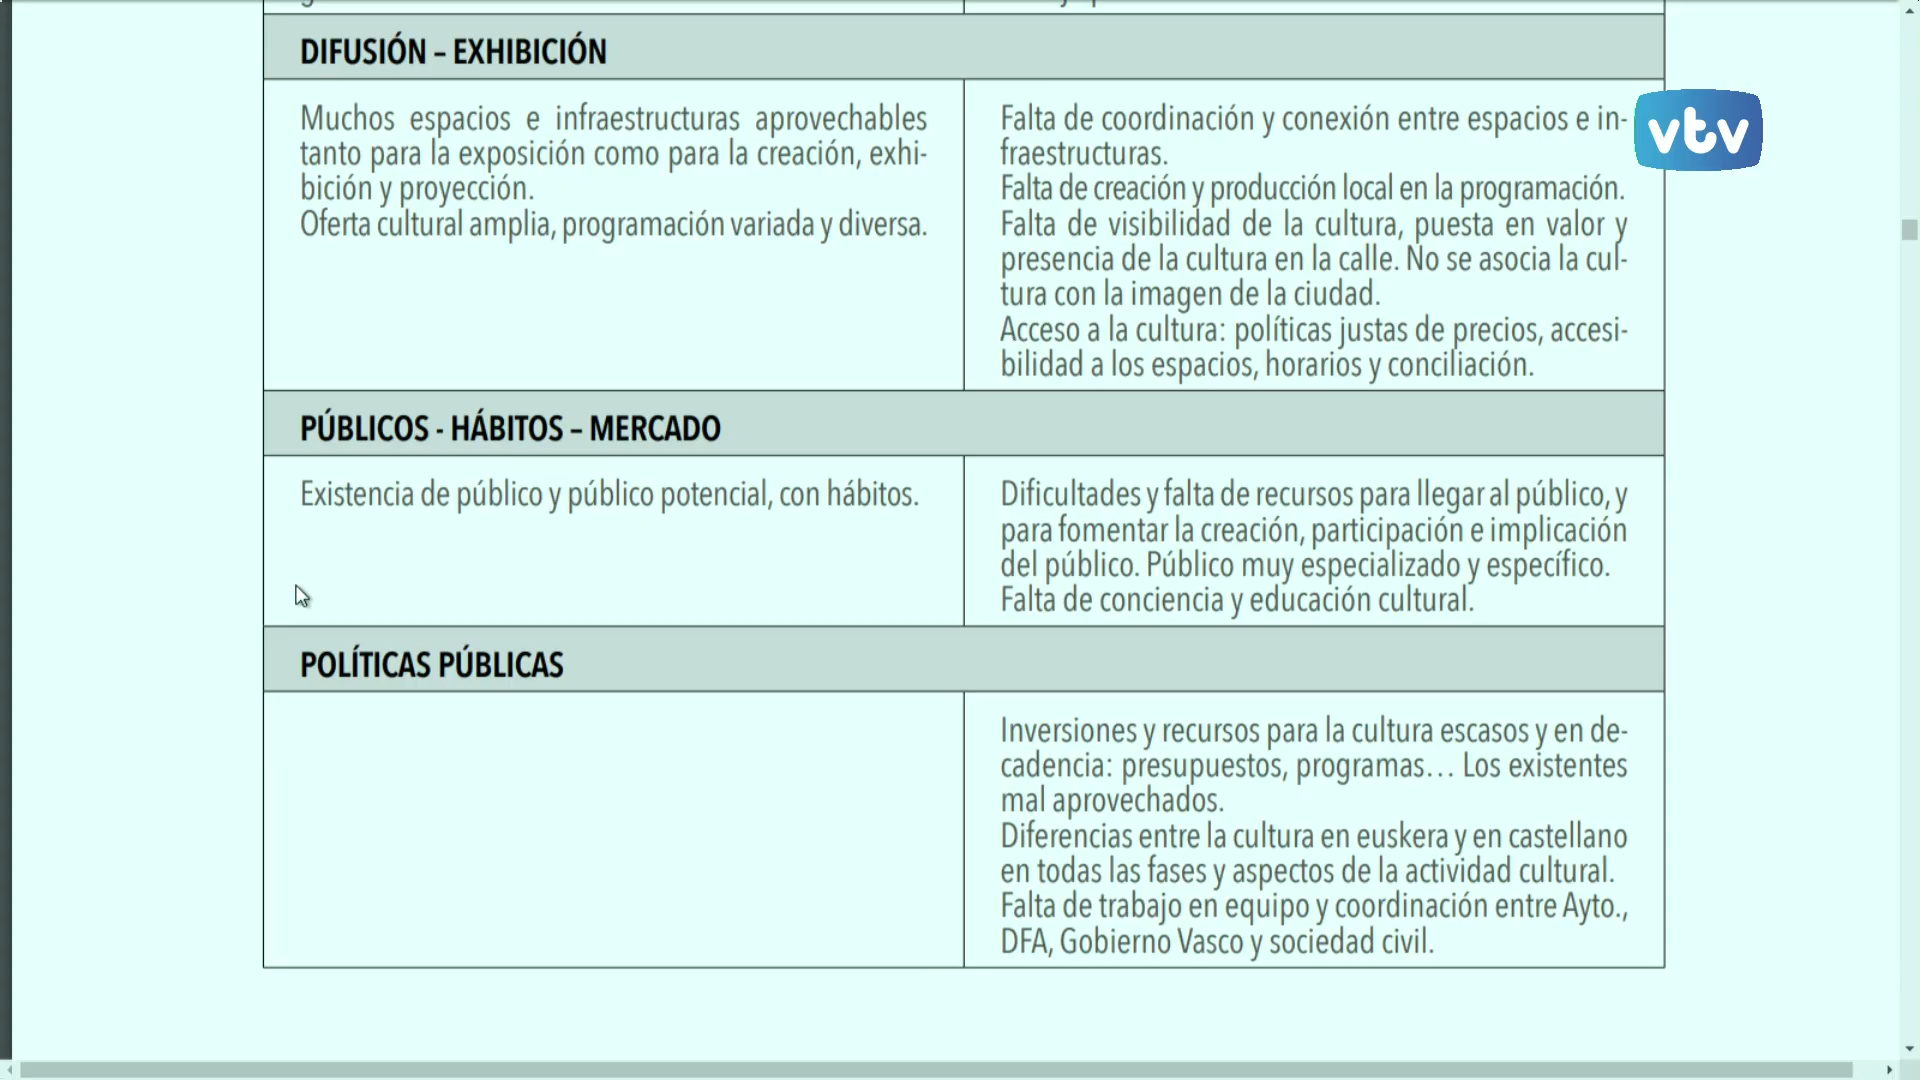 DIFUSIÓN – EXHIBICIÓN
Muchos espacios e infraestructuras aprovechables
tanto para la exposición como para la creación, exhi-
bición y proyección.
Oferta cultural amplia, programación variada y diversa.
Falta de coordinación y conexión entre espacios e in-
fraestructuras.
Falta de creación y producción local en la programación.
Falta de visibilidad de la cultura, puesta en valor y
presencia de la cultura en la calle. No se asocia la cul-
tura con la imagen de la ciudad.
Acceso a la cultura: políticas justas de precios, accesi-
bilidad a los espacios, horarios y conciliación.
vtv
PÚBLICOS - HÁBITOS – MERCADO
Existencia de público y público potencial, con hábitos.
Dificultades y falta de recursos para llegar al público, y
para fomentar la creación, participación e implicación
del público. Público muy especializado y específico.
Falta de conciencia y educación cultural.
POLÍTICAS PÚBLICAS
Inversiones y recursos para la cultura escasos y en de-
cadencia: presupuestos, programas… Los existentes
mal aprovechados.
Diferencias entre la cultura en euskera y en castellano
en todas las fases y aspectos de la actividad cultural.
Falta de trabajo en equipo y coordinación entre Ayto.,
DFA, Gobierno Vasco y sociedad civil.